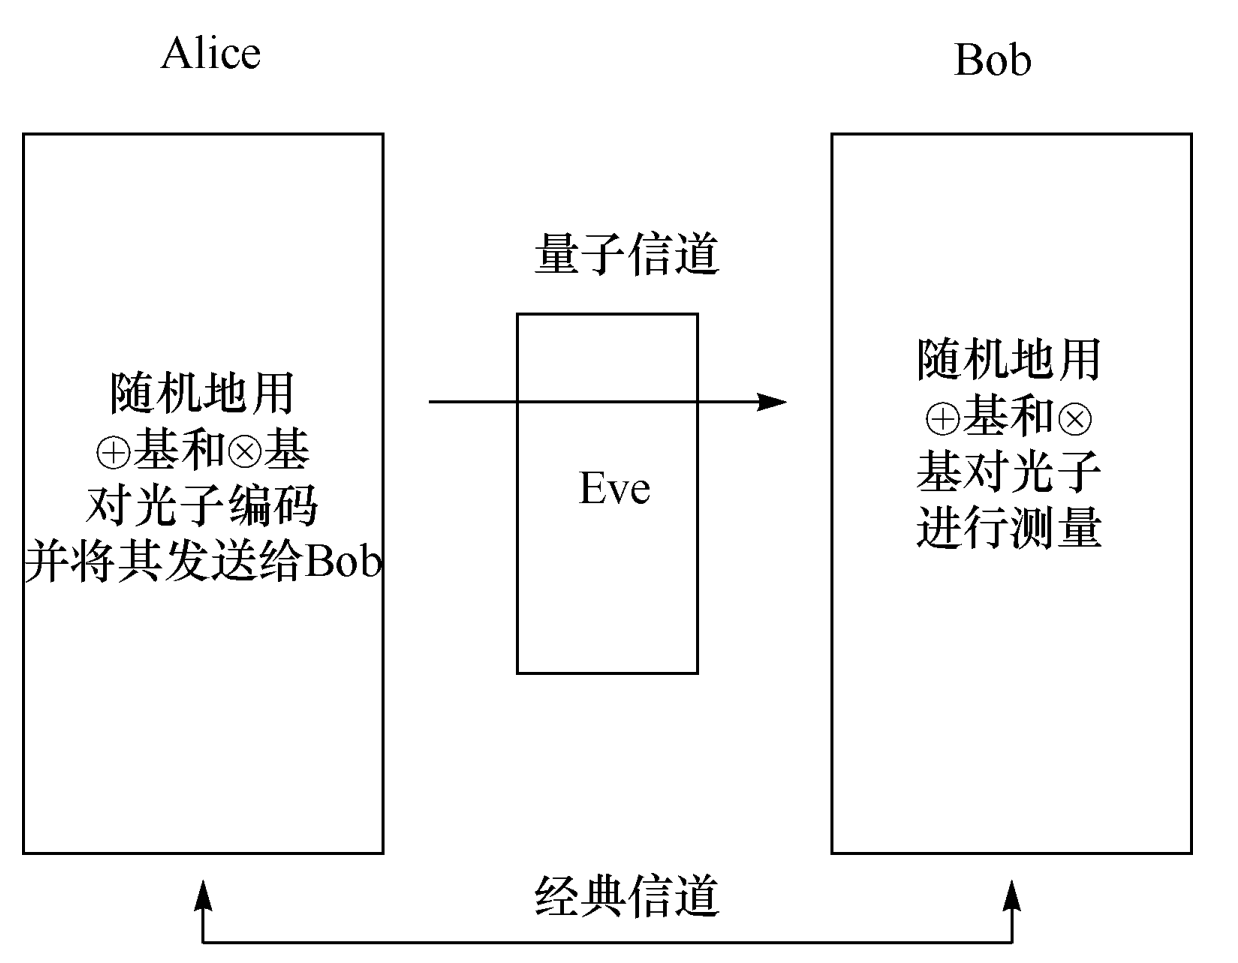 Alice
Bob
量子信道
随机地用
⊕基和⊗基
对光子编码
并将其发送给Bob
Eve
随机地用
⊕基和⊗
基对光子
进行测量
经典信道